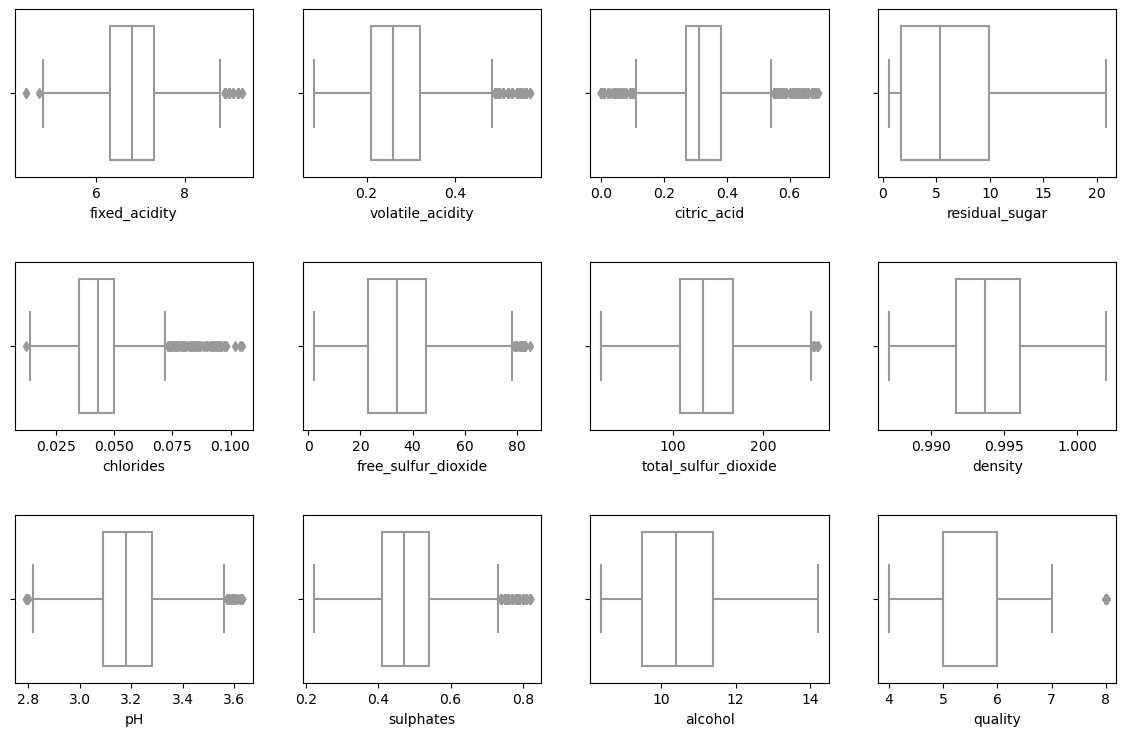 6 8 0.2 0.4 0.0 0.2 0.4 0.6 0 5 10 15 20
fixed_acidity volatile_acidity citric_acid residual_sugar
0.025 0.050 0.075 0.100 0 20 40 60 80 100 200 0.990 0.995 1.000
chlorides free_sulfur_dioxide total_sulfur_dioxide density
2.8 3.0 3.2 3.4 3.6 0.2 0.4 0.6 0.8 10 12 14 4 5 6 7 8
pH sulphates alcohol quality